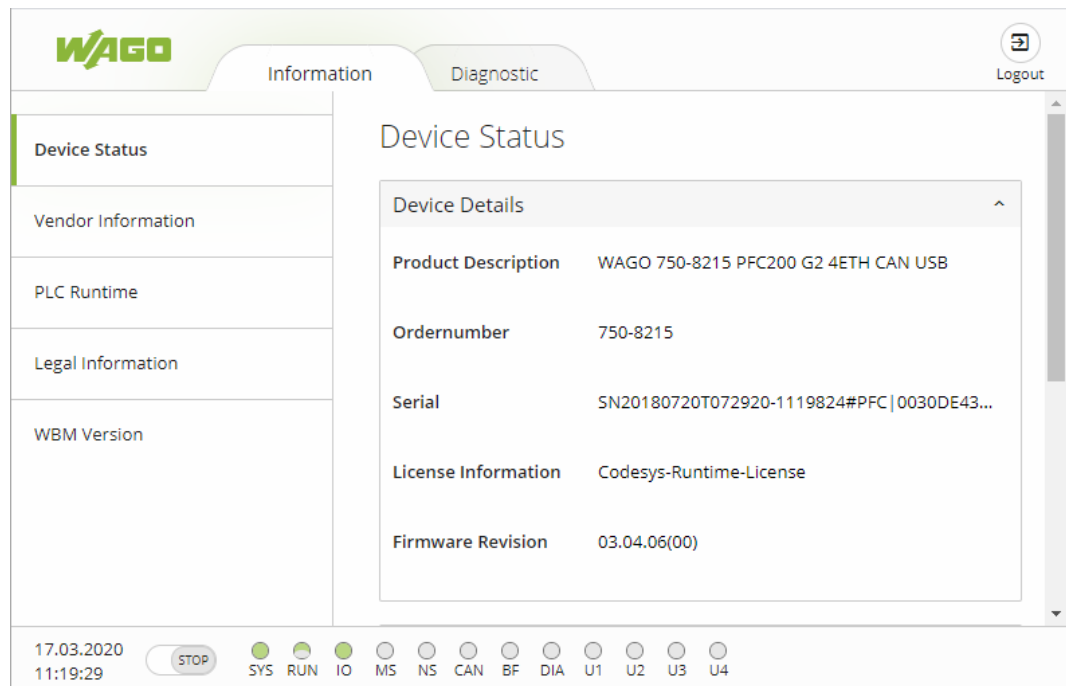 WAGO
Information
Diagnostic
Logout
Device Status
Vendor Information
PLC Runtime
Legal Information
WBM Version
Device Status
Device Details
Product Description WAGO 750-8215 PFC200 G2 4ETH CAN USB
Ordernumber 750-8215
Serial SN20180720T072920-1119824#PFC|0030DE43...
License Information Codesys-Runtime-License
Firmware Revision 03.04.06(00)
17.03.2020
11:19:29
STOP
SYS RUN IO MS NS CAN BF DIA U1 U2 U3 U4